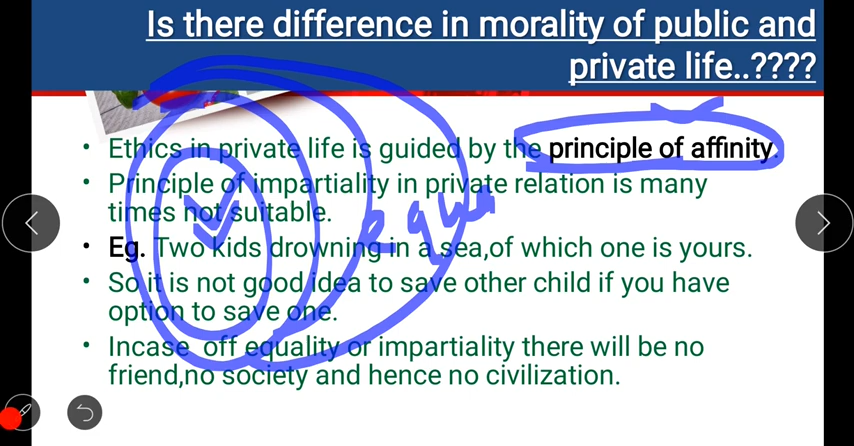 Is there difference in morality of public and
private life..????
• Ethics in private life is guided by the principle of affinity.
• Principle of impartiality in private relation is many
times not suitable.
• Eg. Two kids drowning in a sea,of which one is yours.
• So it is not good idea to save other child if you have
option to save one.
• Incase off equality or impartiality there will be no
friend,no society and hence no civilization.